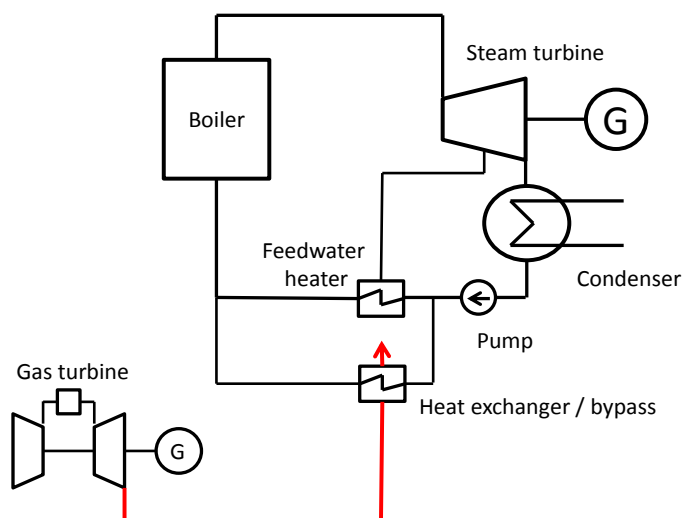 Steam turbine
Boiler
G
Feedwater
heater
Condenser
Pump
Gas turbine
Heat exchanger / bypass
G